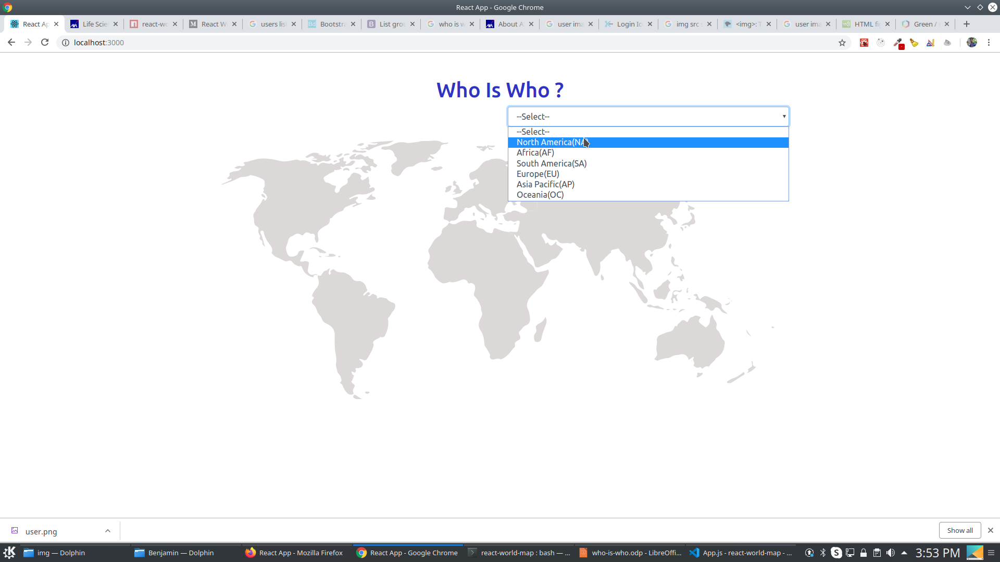 React App - Google Chrome
React Ap
Life Scie
react-wo
React W
users lis
Bootstra
List grou
who is w
About A
user ima
Login Ic
img src s
<img>: T
user ima
HTML fi
Green /
localhost:3000
Who Is Who ?
--Select--
--Select--
North America(NA)
Africa(AF)
South America(SA)
Europe(EU)
Asia Pacific(AP)
Oceania(OC)
user.png
Show all
img — Dolphin
Benjamin — Dolphin
React App - Mozilla Firefox
React App - Google Chrome
react-world-map : bash — ...
who-is-who.odp - LibreOffi...
App.js - react-world-map - ...
3:53 PM